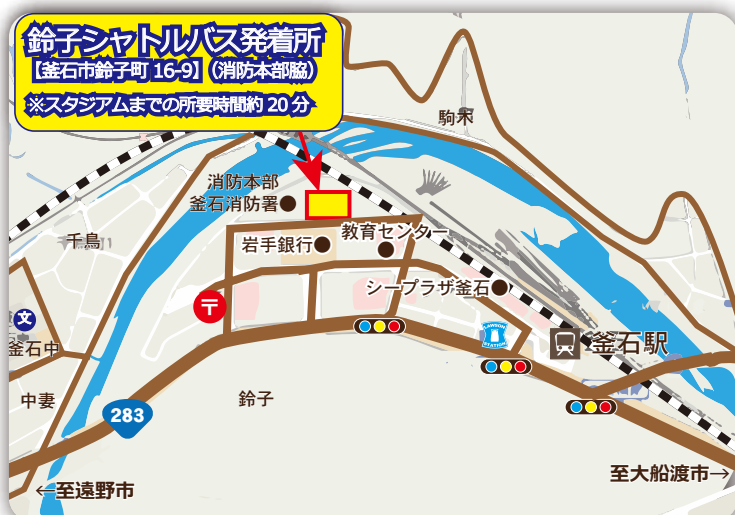 鈴子シャトルバス発着所
【釜石市鈴子町 16-9】（消防本部脇）
※スタジアムまでの所要時間約 20 分
駒木
消防本部
釜石消防署
千鳥
岩手銀行
教育センター
シープラザ釜石
〒
文
釜石中
LAWSON
STATION
釜石駅
中妻
283
鈴子
至大船渡市→
←至遠野市